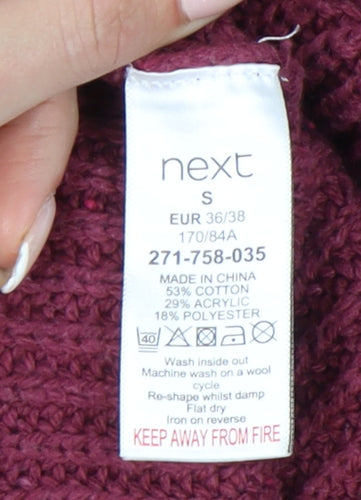 next
S
EUR 36/38
170/84A
271-758-035
MADE IN CHINA
53% COTTON
29% ACRYLIC
18% POLYESTER
40
Wash inside out
Machine wash on a wool
cycle
Re-shape whilst damp
Flat dry
Iron on reverse
KEEP AWAY FROM FIRE